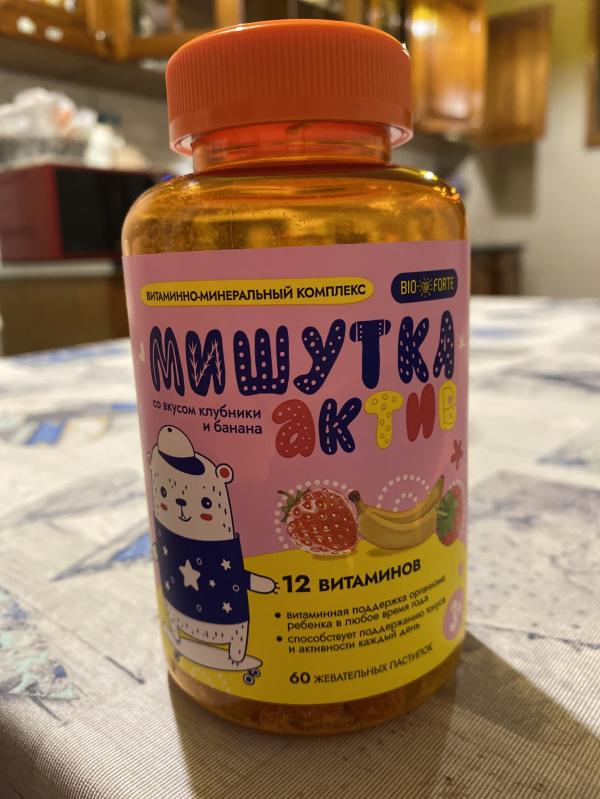 ВИТАМИННО-МИНЕРАЛЬНЫЙ КОМПЛЕКС
BIO FORTE
МИШУТКА
со вкусом клубники
и банана
актив
12 витаминов
• витаминная поддержка организма
ребенка в любое время года
• способствует поддержанию тонуса
и активности каждый день
3+
60 жевательных пастилок